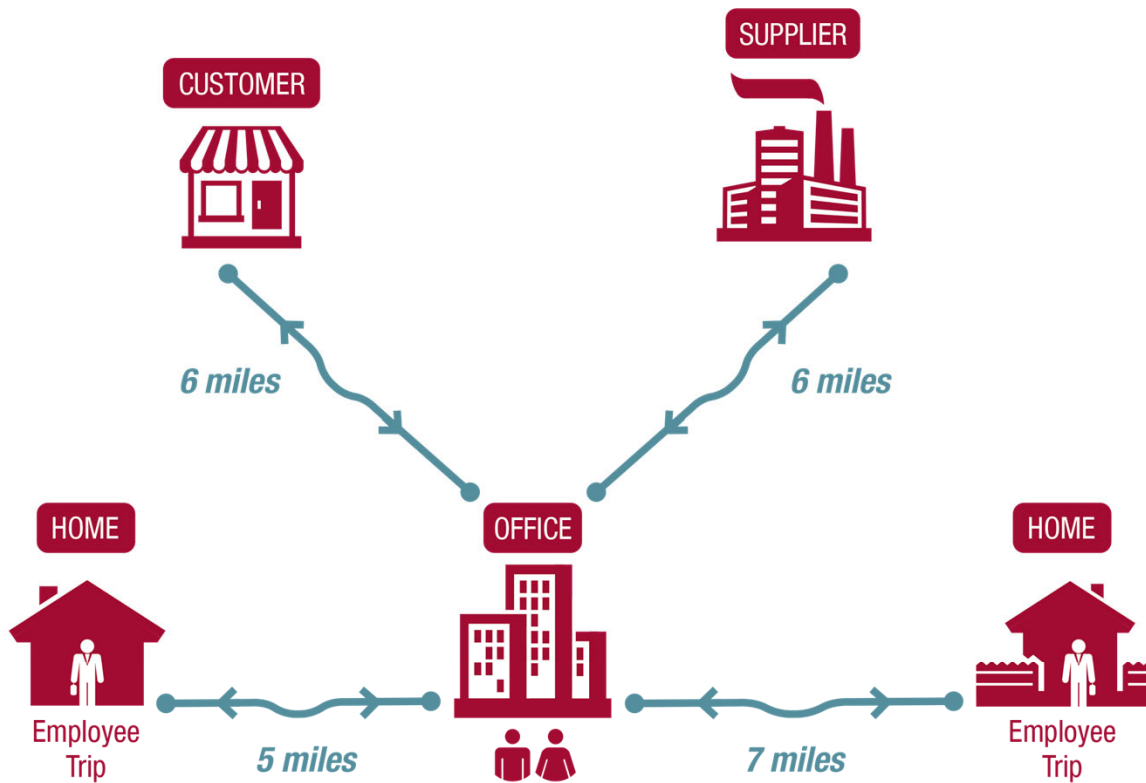 SUPPLIER
CUSTOMER
6 miles
6 miles
HOME
OFFICE
HOME
Employee
Trip
5 miles
7 miles
Employee
Trip